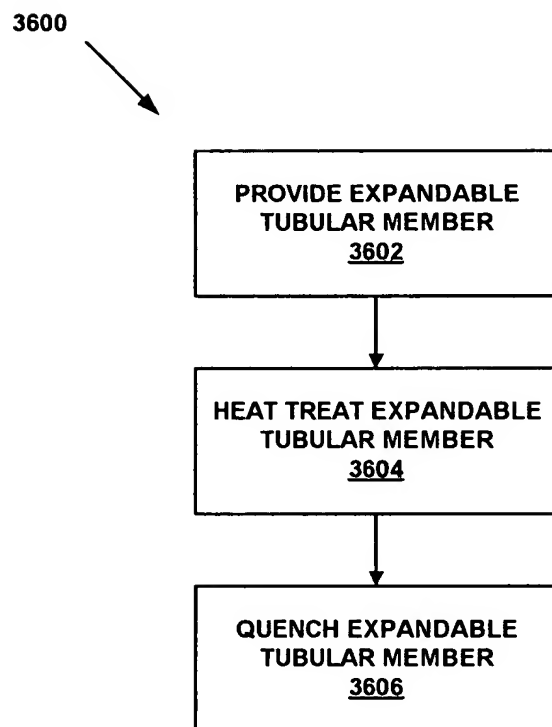 3600
PROVIDE EXPANDABLE
TUBULAR MEMBER
3602
HEAT TREAT EXPANDABLE
TUBULAR MEMBER
3604
QUENCH EXPANDABLE
TUBULAR MEMBER
3606